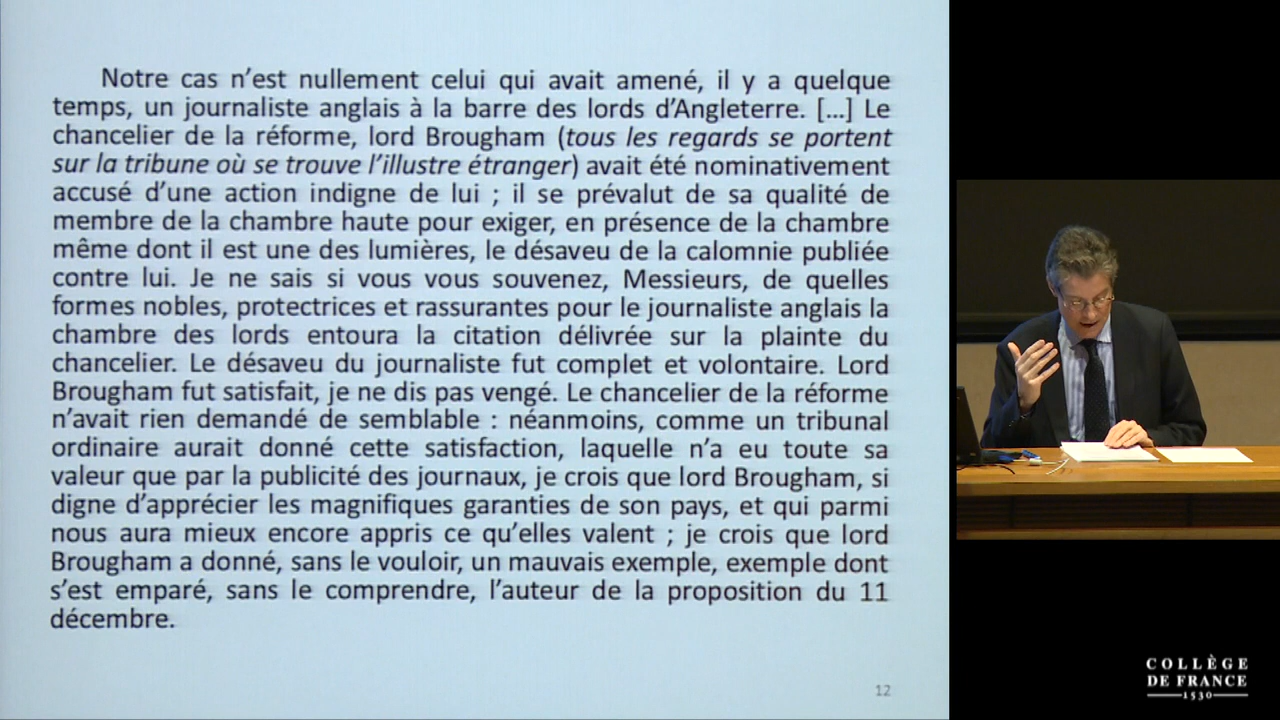 Notre cas n’est nullement celui qui avait amené, il y a quelque
temps, un journaliste anglais à la barre des lords d’Angleterre. […] Le
chancelier de la réforme, lord Brougham (tous les regards se portent
sur la tribune où se trouve l’illustre étranger) avait été nominativement
accusé d’une action indigne de lui ; il se prévalut de sa qualité de
membre de la chambre haute pour exiger, en présence de la chambre
même dont il est une des lumières, le désaveu de la calomnie publiée
contre lui. Je ne sais si vous vous souvenez, Messieurs, de quelles
formes nobles, protectrices et rassurantes pour le journaliste anglais la
chambre des lords entoura la citation délivrée sur la plainte du
chancelier. Le désaveu du journaliste fut complet et volontaire. Lord
Brougham fut satisfait, je ne dis pas vengé. Le chancelier de la réforme
n’avait rien demandé de semblable : néanmoins, comme un tribunal
ordinaire aurait donné cette satisfaction, laquelle n’a eu toute sa
valeur que par la publicité des journaux, je crois que lord Brougham, si
digne d’apprécier les magnifiques garanties de son pays, et qui parmi
nous aura mieux encore appris ce qu’elles valent ; je crois que lord
Brougham a donné, sans le vouloir, un mauvais exemple, exemple dont
s’est emparé, sans le comprendre, l’auteur de la proposition du 11
décembre.
12
COLLÈGE
DE FRANCE
1530